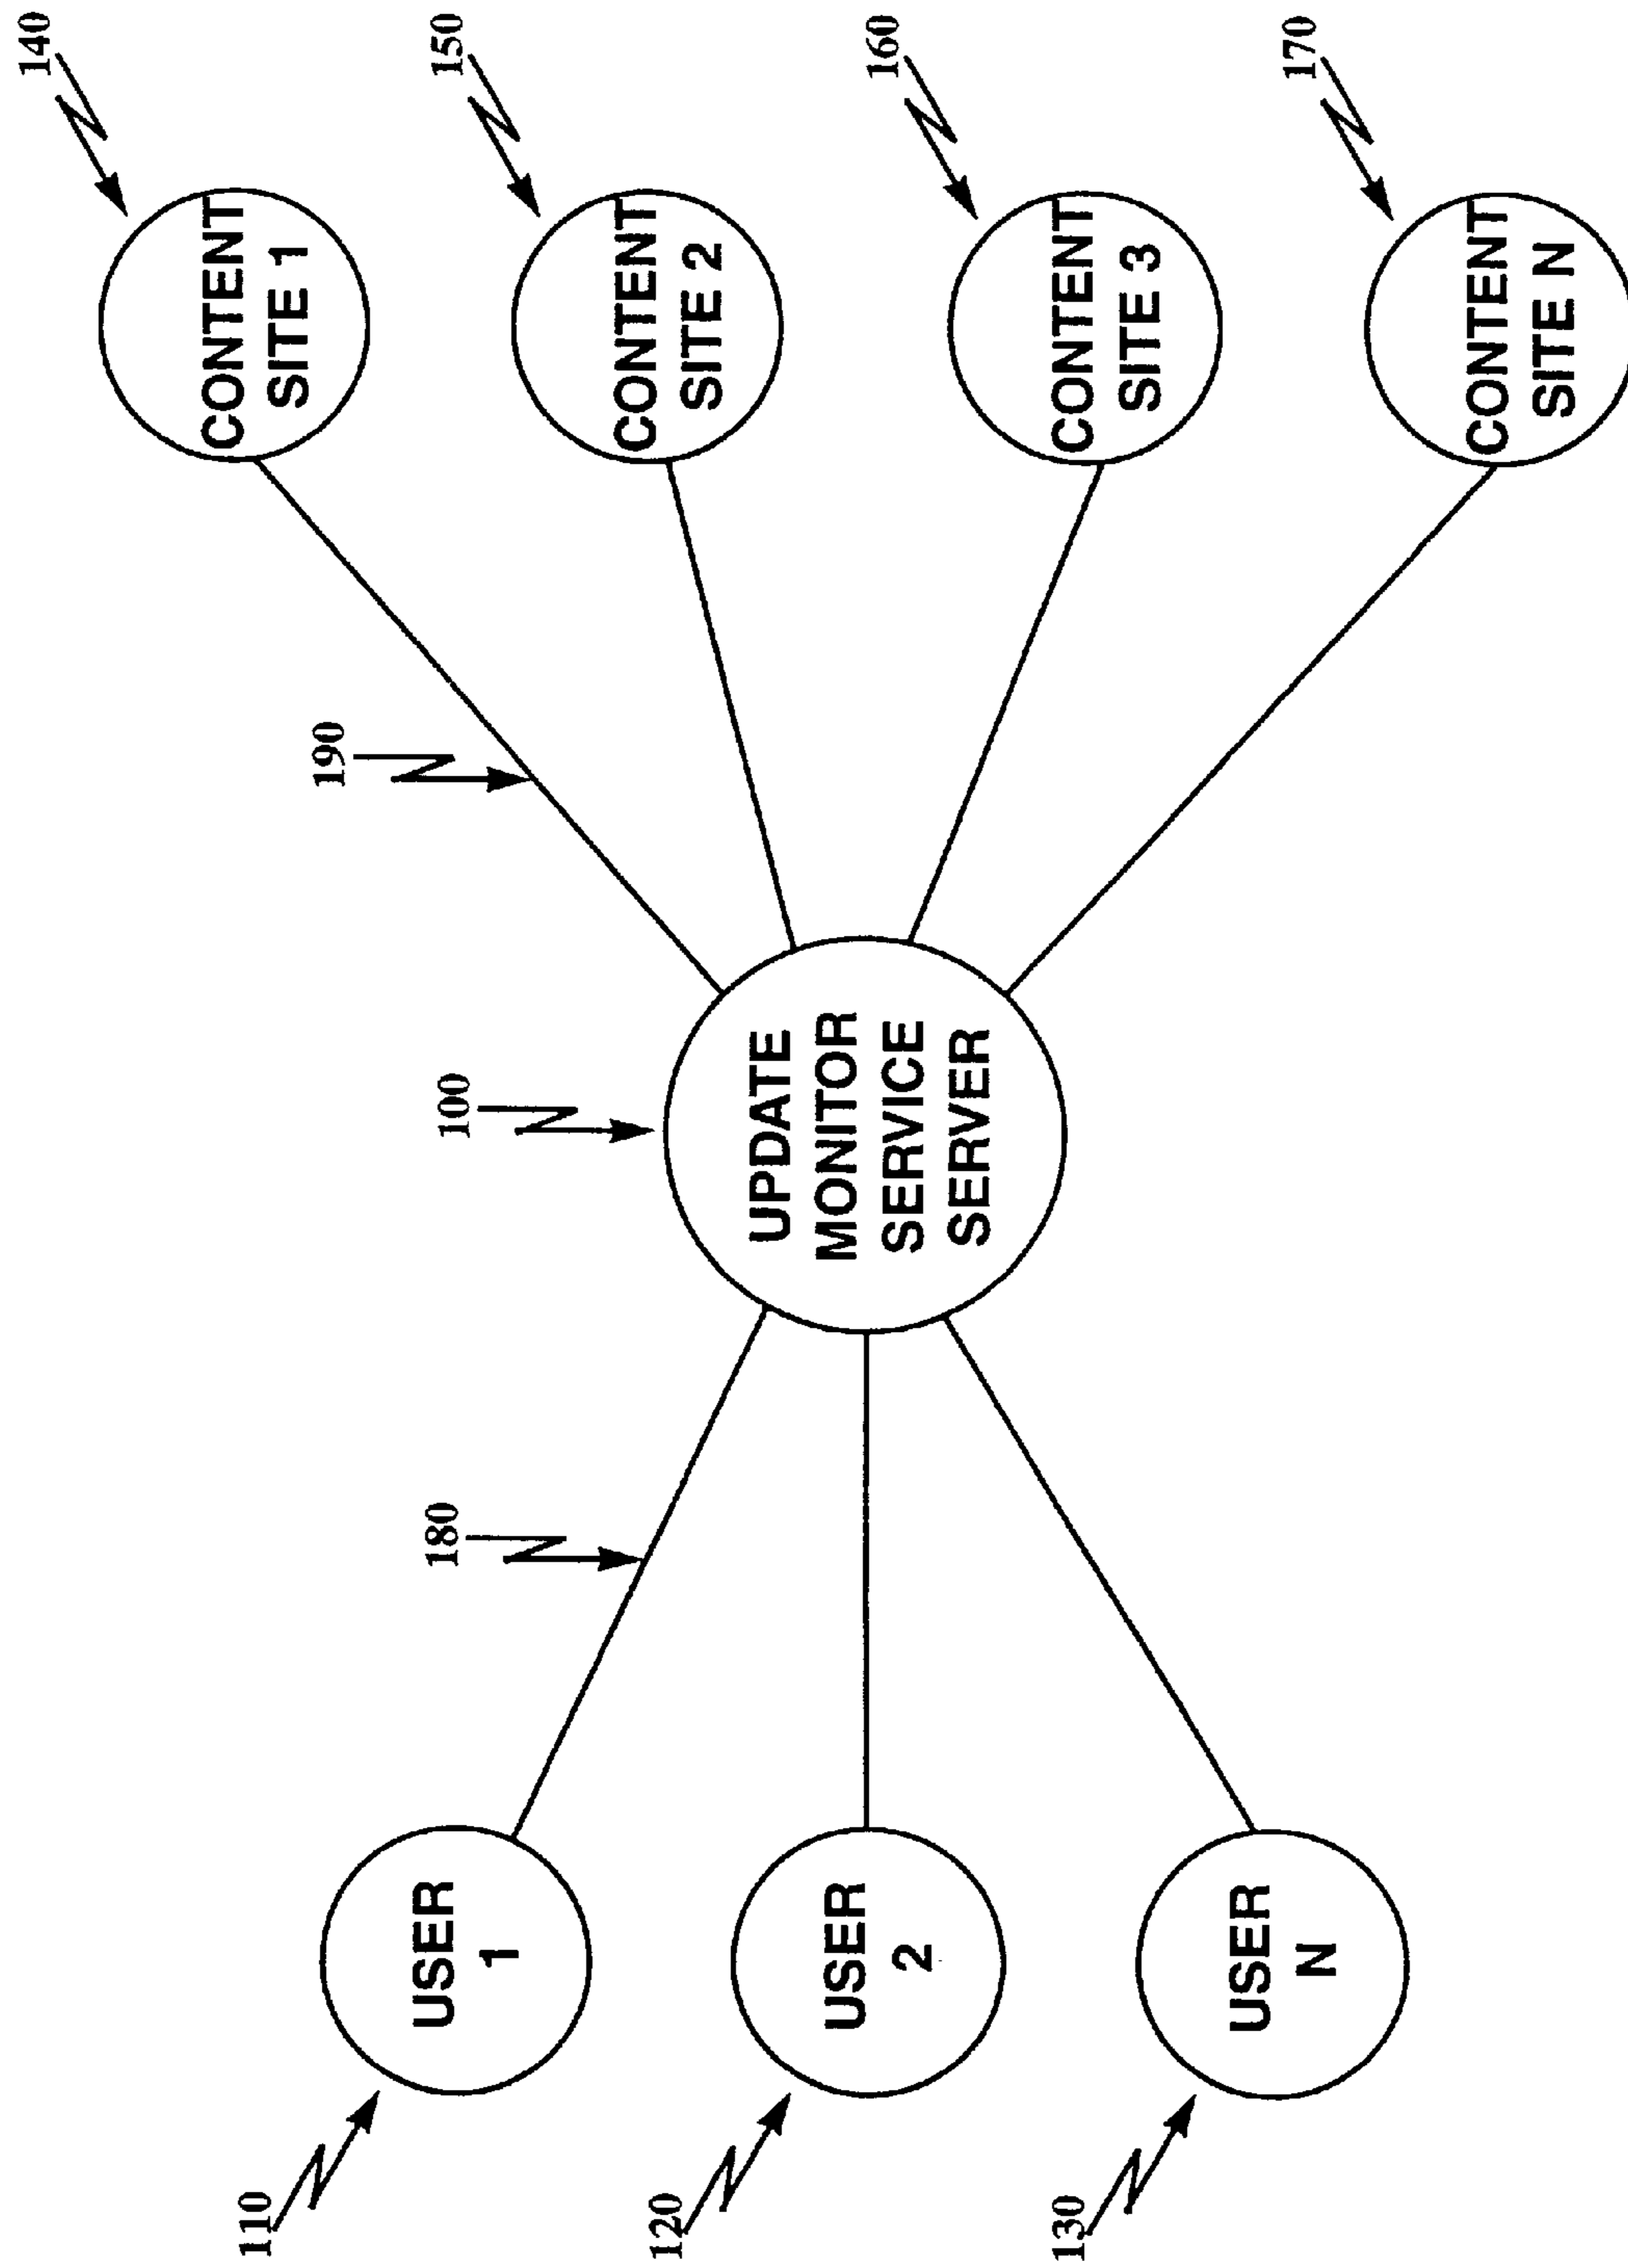 110
USER
1
120
USER
2
130
USER
N
180
100
UPDATE
MONITOR
SERVICE
SERVER
190
140
CONTENT
SITE 1
150
CONTENT
SITE 2
160
CONTENT
SITE 3
170
CONTENT
SITE N